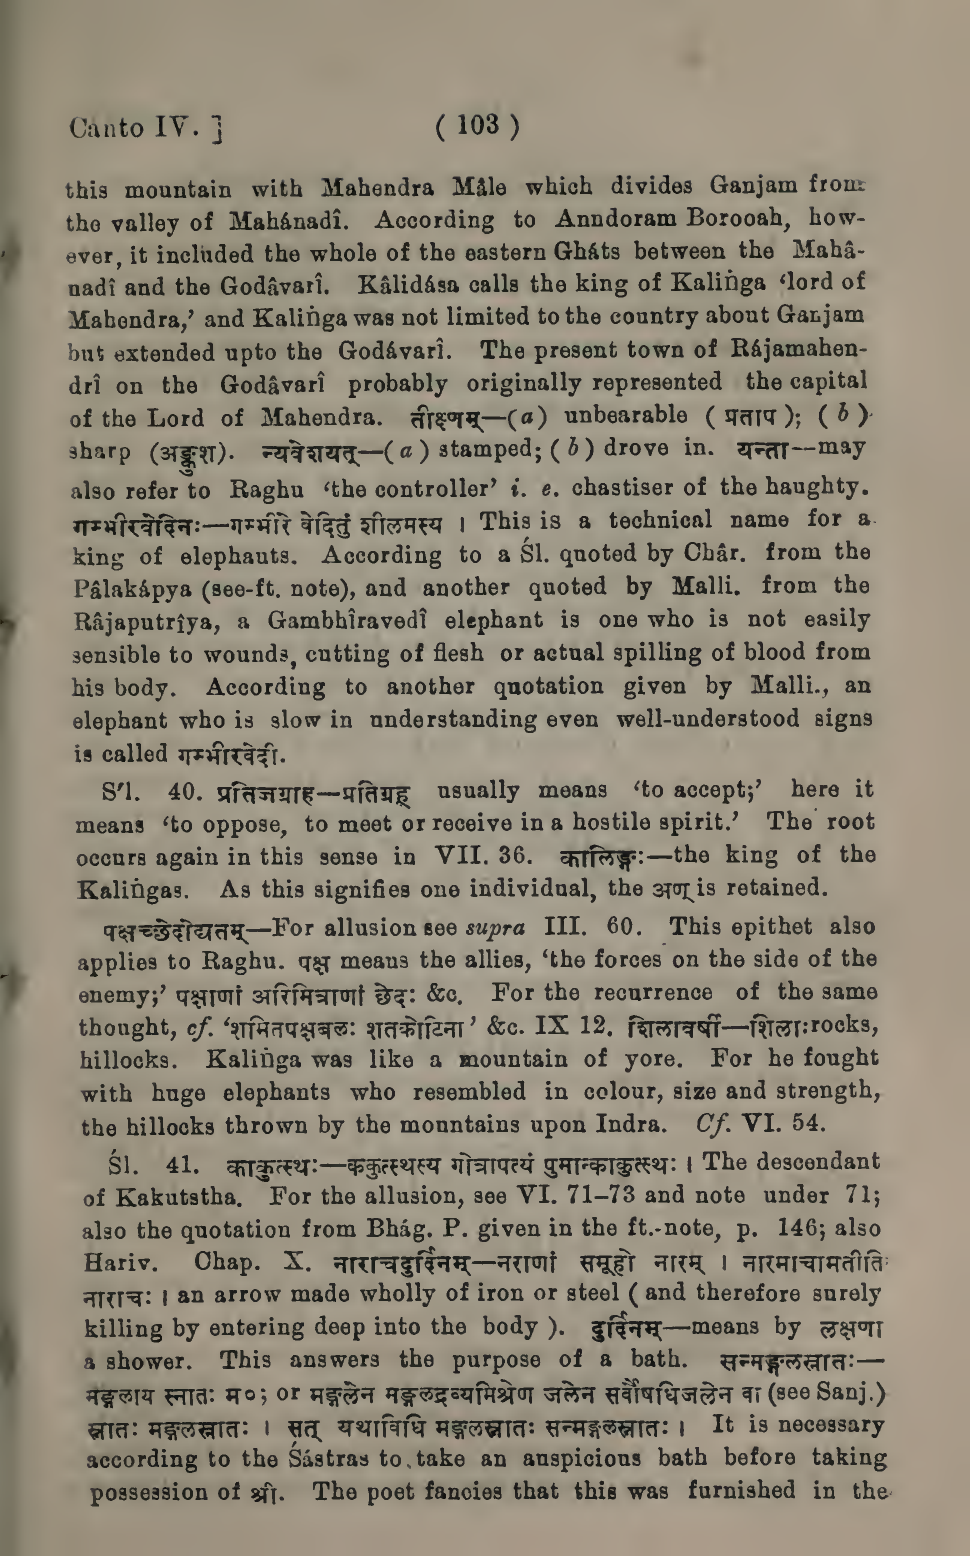 Canto IV. ] ( 103 )
this mountain with Mahendra Mâle which divides Ganjam from
the valley of Mahánadî. According to Anndoram Borooah, how-
ever, it included the whole of the eastern Gháts between the Mahâ-
nadî and the Godâvarî. Kâlidása calls the king of Kaliṅga ‘lord of
Mahendra,’ and Kaliṅga was not limited to the country about Ganjam
but extended upto the Godávarî. The present town of Rájamahen-
drî on the Godâvarî probably originally represented the capital
of the Lord of Mahendra. तीक्ष्णम्—(a) unbearable ( प्रताप ); ( b )
sharp (अङ्कुश). न्यवेशयत्—( a ) stamped; ( b ) drove in. यन्ता--may
also refer to Raghu ‘the controller’ i. e. chastiser of the haughty.
गम्भीरवेदिनः—गम्भीरे वेदितुं शीलमस्य । This is a technical name for a
king of elephants. According to a Śl. quoted by Châr. from the
Pâlakápya (see-ft. note), and another quoted by Malli. from the
Râjaputrîya, a Gambhîravedî elephant is one who is not easily
sensible to wounds, cutting of flesh or actual spilling of blood from
his body. According to another quotation given by Malli., an
elephant who is slow in understanding even well-understood signs
is called गम्भीरवेदी.
S′l. 40. प्रतिजग्राह—प्रतिग्रह् usually means ‘to accept;’ here it
means ‘to oppose, to meet or receive in a hostile spirit.’ The root
occurs again in this sense in VII. 36. कालिङ्गः—the king of the
Kaliṅgas. As this signifies one individual, the अण् is retained.
पक्षच्छेदोद्यतम्—For allusion see supra III. 60. This epithet also
applies to Raghu. पक्ष means the allies, ‘the forces on the side of the
enemy;’ पक्षाणां अरिमित्राणां छेदः &c. For the recurrence of the same
thought, cf. ‘शमितपक्षबलः शतकोटिना’ &c. IX 12. शिलावर्षी—शिलाःrocks,
hillocks. Kaliṅga was like a mountain of yore. For he fought
with huge elephants who resembled in colour, size and strength,
the hillocks thrown by the mountains upon Indra. Cf. VI. 54.
Śl. 41. काकुत्स्थः—ककुत्स्थस्य गोत्रापत्यं पुमान्काकुत्स्थः । The descendant
of Kakutstha. For the allusion, see VI. 71–73 and note under 71;
also the quotation from Bhág. P. given in the ft.-note, p. 146; also
Hariv. Chap. X. नाराचदुर्दिनम्—नराणां समूहो नारम् । नारमाचामतीति
नाराचः । an arrow made wholly of iron or steel ( and therefore surely
killing by entering deep into the body ). दुर्दिनम्—means by लक्षणा
a shower. This answers the purpose of a bath. सन्मङ्गलस्नातः—
मङ्गलाय स्नातः म०; or मङ्गलेन मङ्गलद्रव्यमिश्रेण जलेन सर्वौषधिजलेन वा (see Sanj.)
स्नातः मङ्गलस्नातः । सत् यथाविधि मङ्गलस्नातः सन्मङ्गलस्नातः । It is necessary
according to the Śástras to take an auspicious bath before taking
possession of श्री. The poet fancies that this was furnished in the